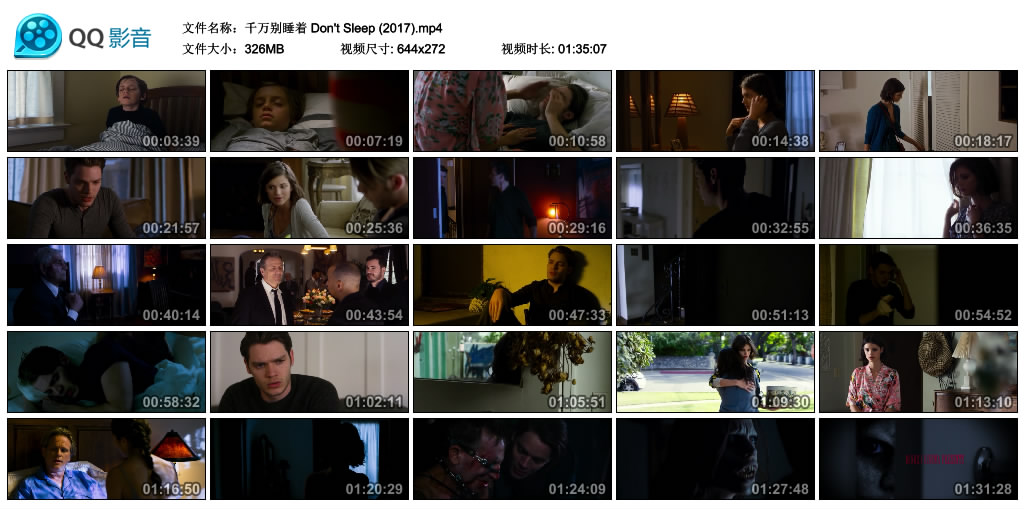 QQ影音
文件名称: 千万别睡着 Don't Sleep (2017).mp4
文件大小: 326MB 视频尺寸: 644x272 视频时长: 01:35:07
00:03:39 00:07:19 00:10:58 00:14:38 00:18:17
00:21:57 00:25:36 00:29:16 00:32:55 00:36:35
00:40:14 00:43:54 00:47:33 00:51:13 00:54:52
00:58:32 01:02:11 01:05:51 01:09:30 01:13:10
01:16:50 01:20:29 01:24:09 01:27:48 01:31:28